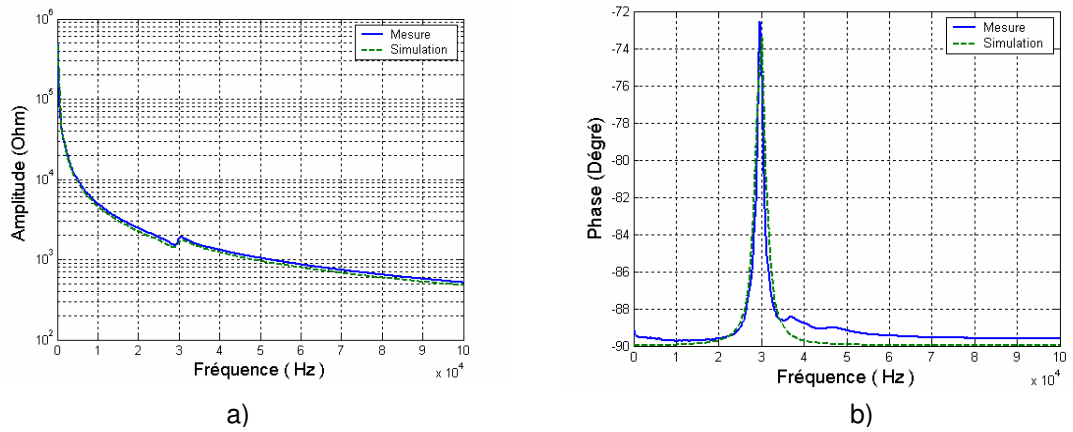 10^6
10^5
10^4
10^3
10^2
Amplitude (Ohm)
Mesure
Simulation
0 1 2 3 4 5 6 7 8 9 10
Fréquence ( Hz )
x 10^4
a)
-72
-74
-76
-78
-80
-82
-84
-86
-88
-90
Phase (Dégré)
Mesure
Simulation
0 1 2 3 4 5 6 7 8 9 10
Fréquence ( Hz )
x 10^4
b)